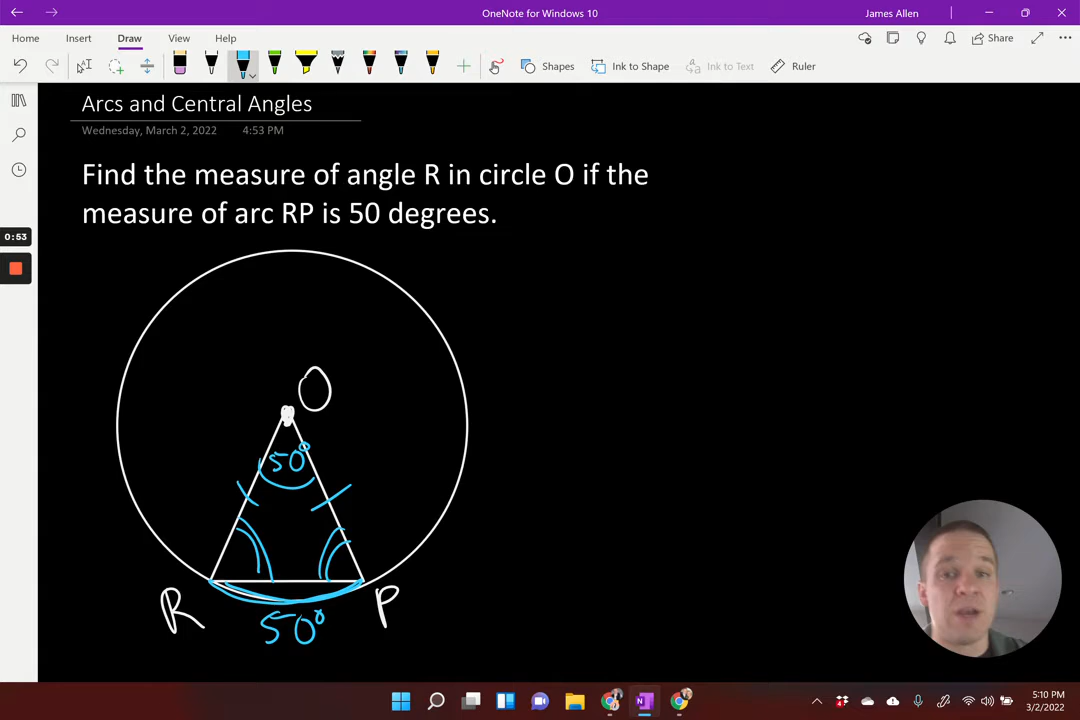 OneNote for Windows 10
James Allen
Home Insert Draw View Help
Share
Shapes Ink to Shape Ink to Text Ruler
Arcs and Central Angles
Wednesday, March 2, 2022 4:53 PM
Find the measure of angle R in circle O if the
measure of arc RP is 50 degrees.
0:53
O
50°
R
P
50°
5:10 PM
3/2/2022